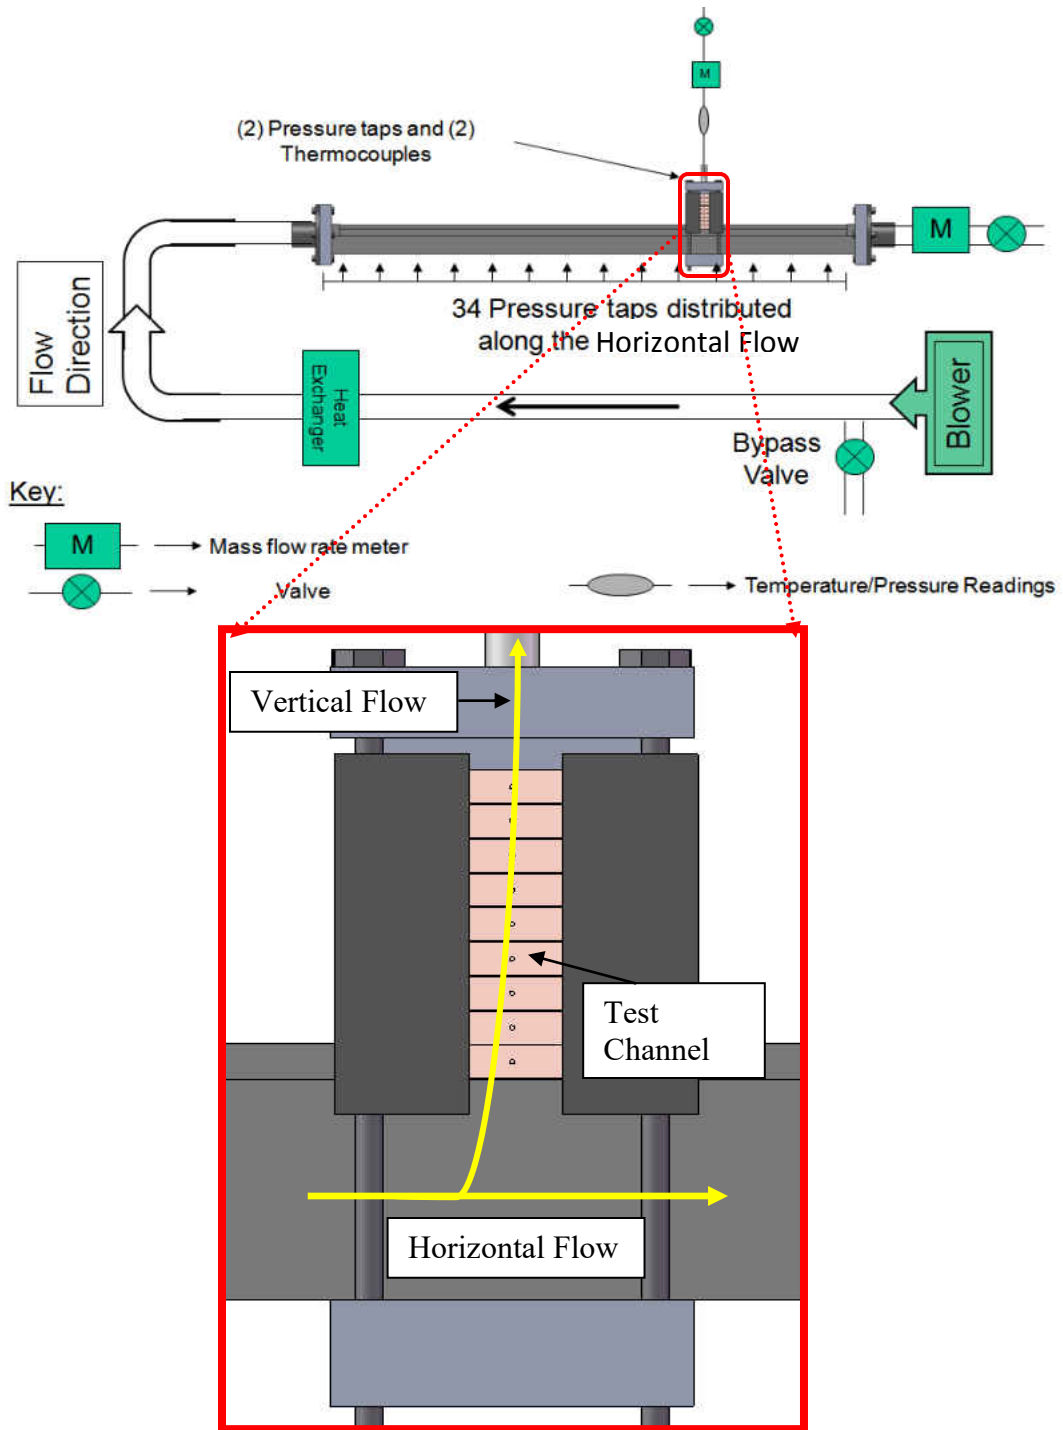 M
(2) Pressure taps and (2)
Thermocouples
M
34 Pressure taps distributed
along the Horizontal Flow
Flow
Direction
Heat
Exchanger
Blower
Bypass
Valve
Key:
M
Mass flow rate meter
Valve
Temperature/Pressure Readings
Vertical Flow
Test
Channel
Horizontal Flow